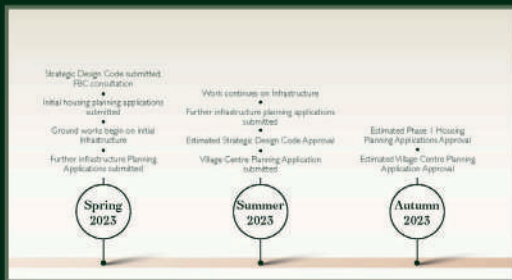 Strategic Design Code submitted
FBC consultation
Initial housing planning applications
submitted
Ground works begin on initial
Infrastructure
Further infrastructure Planning
Applications submitted
Spring
2023
Work continues on Infrastructure
Further infrastructure planning applications
submitted
Estimated Strategic Design Code Approval
Village Centre Planning Application
submitted
Summer
2023
Estimated Phase 1 Housing
Planning Applications Approval
Estimated Village Centre Planning
Application Approval
Autumn
2023